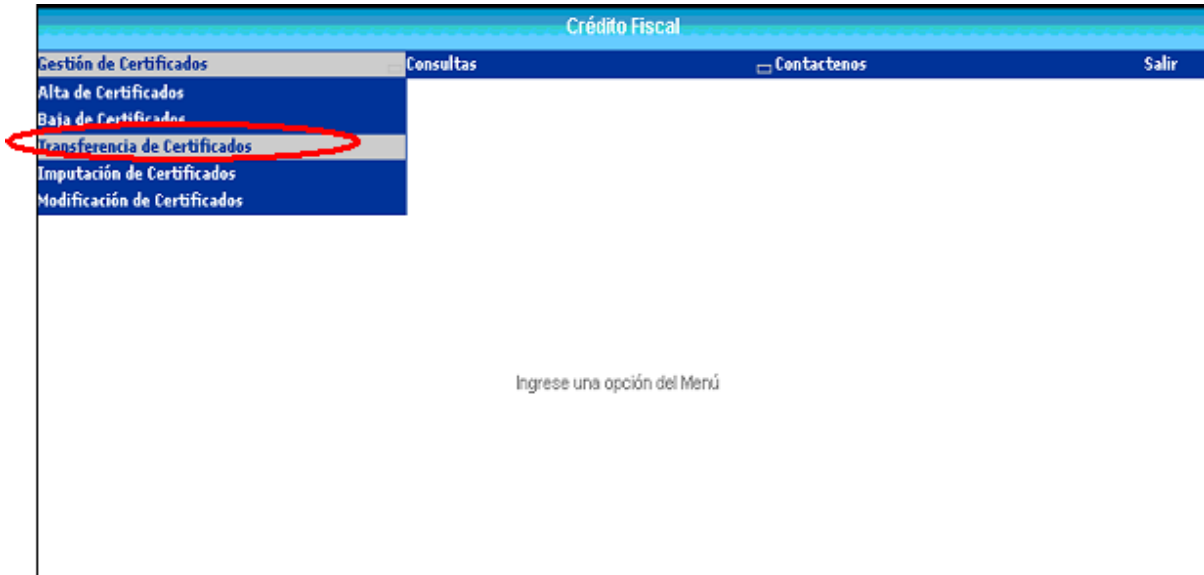 Crédito Fiscal
Gestión de Certificados Consultas Contactenos Salir
Alta de Certificados
Baja de Certificados
Transferencia de Certificados
Imputación de Certificados
Modificación de Certificados
Ingrese una opción del Menú